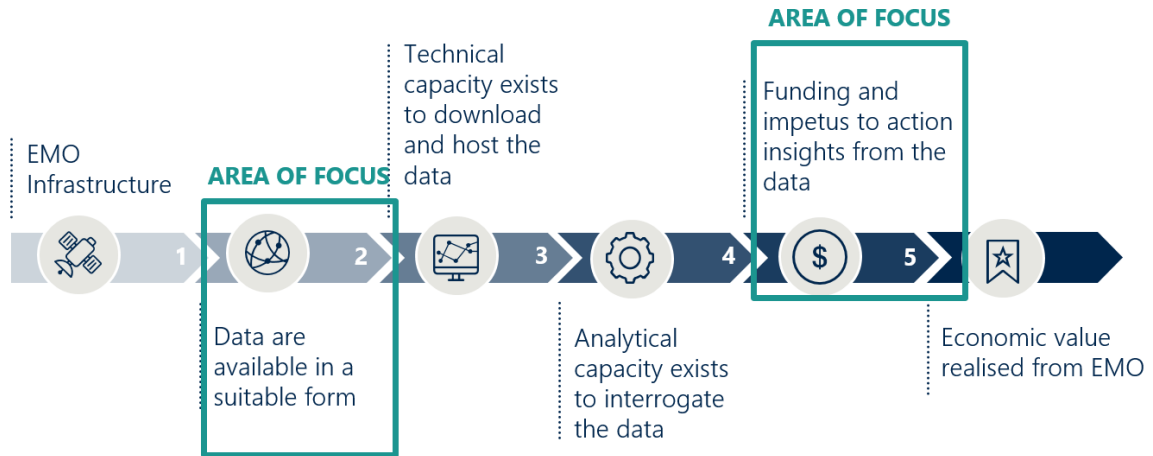 AREA OF FOCUS
Technical
capacity exists
to download
and host the
data
Funding and
impetus to action
insights from the
data
EMO
Infrastructure
AREA OF FOCUS
1
2
3
4
$
5
Data are
available in a
suitable form
Analytical
capacity exists
to interrogate
the data
Economic value
realised from EMO